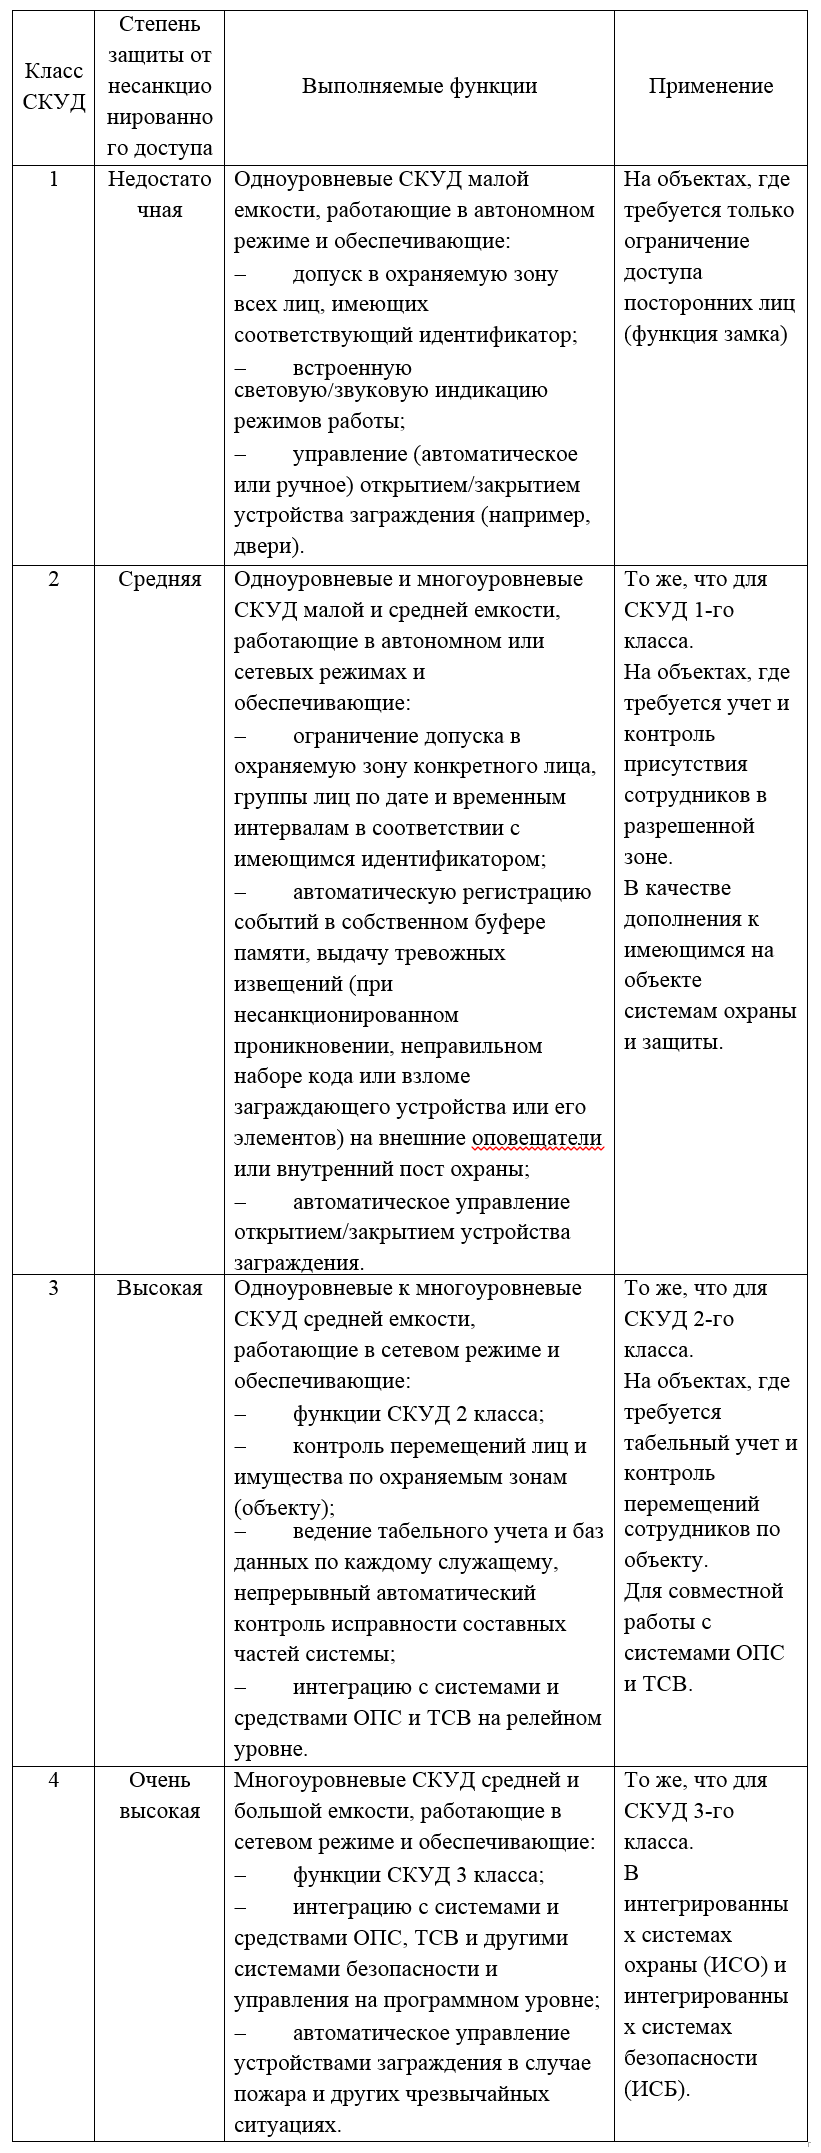 Класс
СКУД
Степень
защиты от
несанкцио
нированно
го доступа
Выполняемые функции
Применение
1
Недостато
чная
Одноуровневые СКУД малой
емкости, работающие в автономном
режиме и обеспечивающие:
– допуск в охраняемую зону
всех лиц, имеющих
соответствующий идентификатор;
– встроенную
световую/звуковую индикацию
режимов работы;
– управление (автоматическое
или ручное) открытием/закрытием
устройства заграждения (например,
двери).
На объектах, где
требуется только
ограничение
доступа
посторонних лиц
(функция замка)
2
Средняя
Одноуровневые и многоуровневые
СКУД малой и средней емкости,
работающие в автономном или
сетевых режимах и
обеспечивающие:
– ограничение допуска в
охраняемую зону конкретного лица,
группы лиц по дате и временным
интервалам в соответствии с
имеющимся идентификатором;
– автоматическую регистрацию
событий в собственном буфере
памяти, выдачу тревожных
извещений (при
несанкционированном
проникновении, неправильном
наборе кода или взломе
заграждающего устройства или его
элементов) на внешние оповещатели
или внутренний пост охраны;
– автоматическое управление
открытием/закрытием устройства
заграждения.
То же, что для
СКУД 1-го
класса.
На объектах, где
требуется учет и
контроль
присутствия
сотрудников в
разрешенной
зоне.
В качестве
дополнения к
имеющимся на
объекте
системам охраны
и защиты.
3
Высокая
Одноуровневые к многоуровневые
СКУД средней емкости,
работающие в сетевом режиме и
обеспечивающие:
– функции СКУД 2 класса;
– контроль перемещений лиц и
имущества по охраняемым зонам
(объекту);
– ведение табельного учета и баз
данных по каждому служащему,
непрерывный автоматический
контроль исправности составных
частей системы;
– интеграцию с системами и
средствами ОПС и ТСВ на релейном
уровне.
То же, что для
СКУД 2-го
класса.
На объектах, где
требуется
табельный учет и
контроль
перемещений
сотрудников по
объекту.
Для совместной
работы с
системами ОПС
и ТСВ.
4
Очень
высокая
Многоуровневые СКУД средней и
большой емкости, работающие в
сетевом режиме и обеспечивающие:
– функции СКУД 3 класса;
– интеграцию с системами и
средствами ОПС, ТСВ и другими
системами безопасности и
управления на программном уровне;
– автоматическое управление
устройствами заграждения в случае
пожара и других чрезвычайных
ситуациях.
То же, что для
СКУД 3-го
класса.
В
интегрированны
х системах
охраны (ИСО) и
интегрированны
х системах
безопасности
(ИСБ).